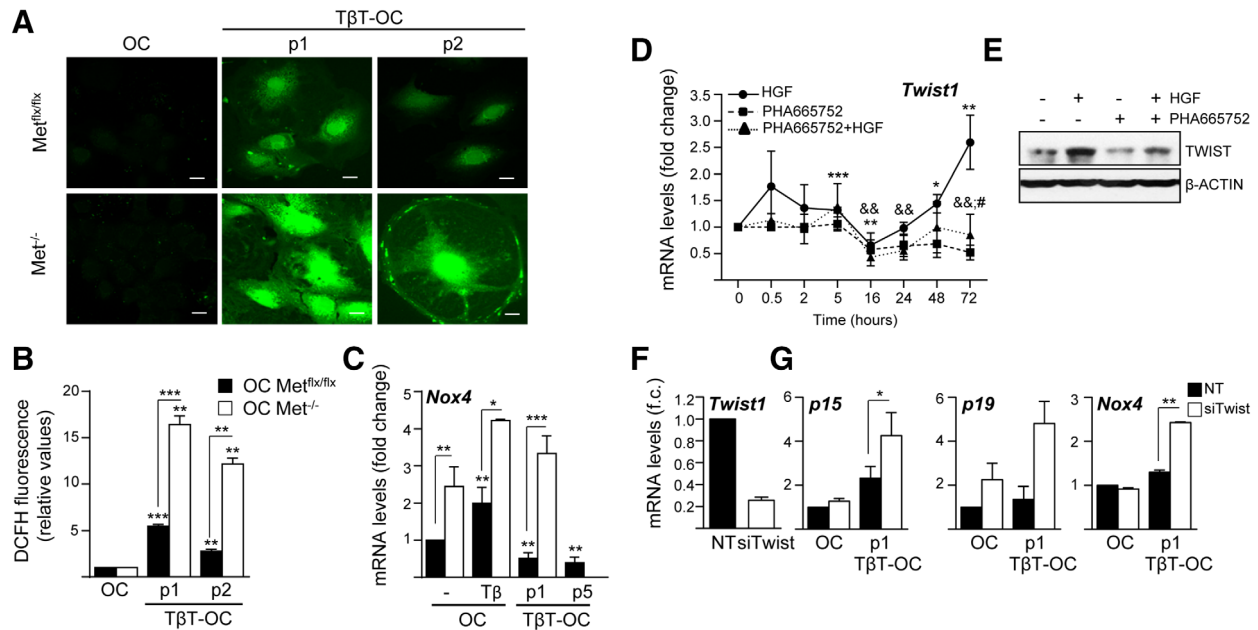 A
TβT-OC
OC
p1
p2
Met^flx/flx
Met^-/-
B
DCFH fluorescence
(relative values)
20
15
10
5
OC Met^flx/flx
OC Met^-/-
***
**
**
**
***
**
OC
p1
p2
TβT-OC
C
mRNA levels (fold change)
Nox4
5
4
3
2
1
**
*
**
***
**
**
-
Tβ
p1
p5
OC
TβT-OC
D
mRNA levels (fold change)
Twist1
HGF
PHA665752
PHA665752+HGF
3.5
3.0
2.5
2.0
1.5
1.0
0.5
***
&&
**
&&
*
**
&&;#
0
0.5
2
5
16
24
48
72
Time (hours)
E
- + - + HGF
- - + + PHA665752
TWIST
β-ACTIN
F
mRNA levels (f.c.)
Twist1
1.2
1.0
0.8
0.6
0.4
0.2
NT siTwist
G
p15
6
4
2
*
OC
p1
TβT-OC
p19
6
4
2
OC
p1
TβT-OC
Nox4
3
2
1
0
**
OC
p1
TβT-OC
NT
siTwist